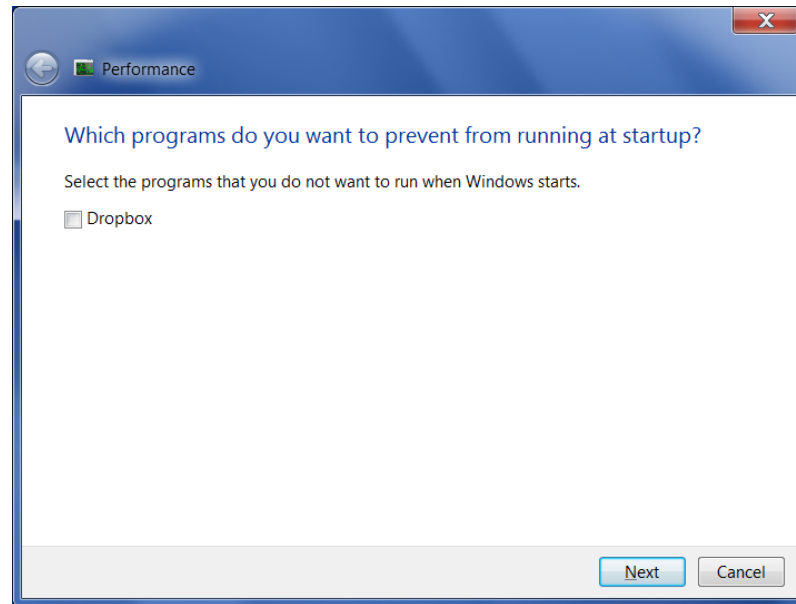 Performance
Which programs do you want to prevent from running at startup?
Select the programs that you do not want to run when Windows starts.
Dropbox
Next Cancel